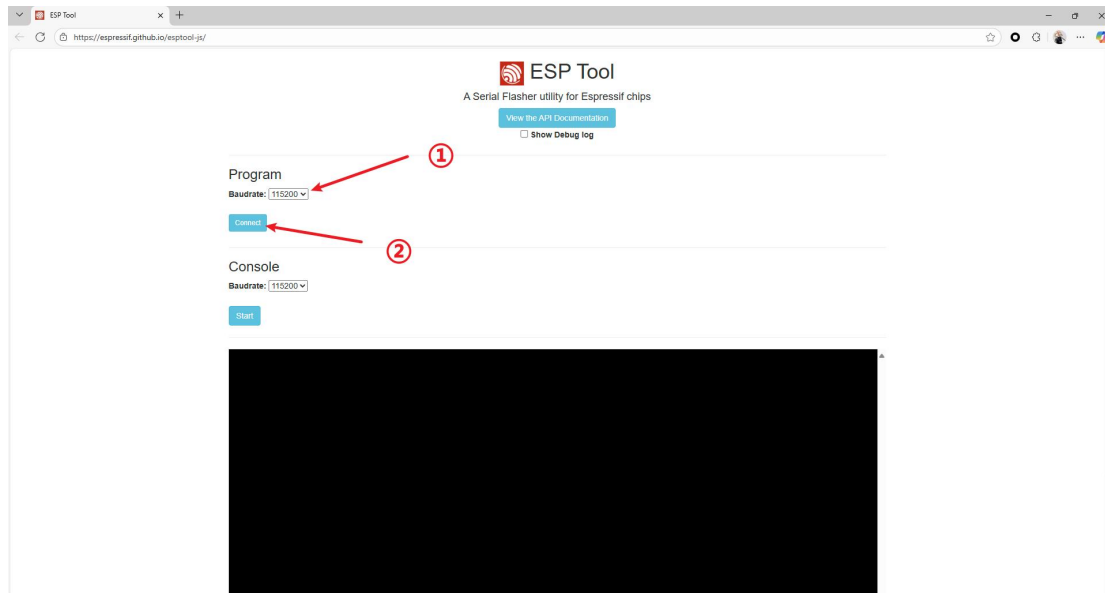 ESP Tool
https://espressif.github.io/esptool-js/
ESP Tool
A Serial Flasher utility for Espressif chips
View the API Documentation
Show Debug log
①
Program
Baudrate: 115200
Connect
②
Console
Baudrate: 115200
Start